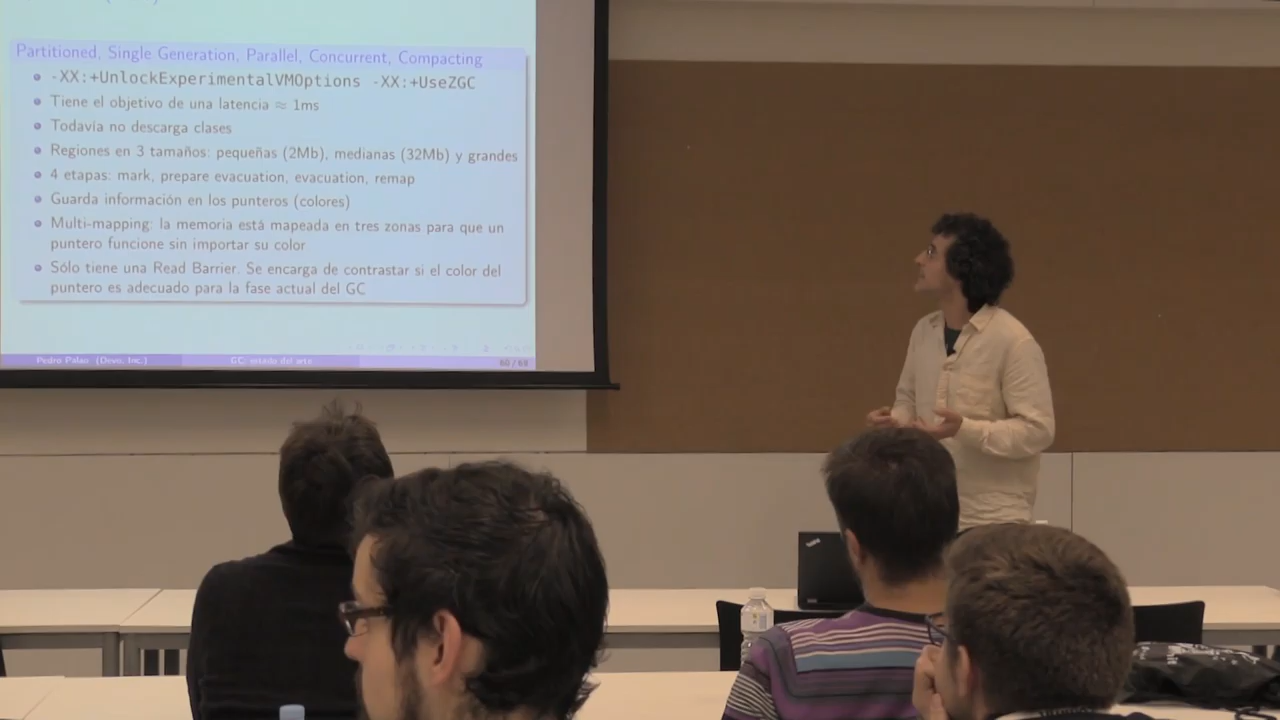 Partitioned, Single Generation, Parallel, Concurrent, Compacting
-XX:+UnlockExperimentalVMOptions -XX:+UseZGC
Tiene el objetivo de una latencia ≈ 1ms
Todavía no descarga clases
Regiones en 3 tamaños: pequeñas (2Mb), medianas (32Mb) y grandes
4 etapas: mark, prepare evacuation, evacuation, remap
Guarda información en los punteros (colores)
Multi-mapping: la memoria está mapeada en tres zonas para que un
puntero funcione sin importar su color
Sólo tiene una Read Barrier. Se encarga de contrastar si el color del
puntero es adecuado para la fase actual del GC
Pedro Palao (Devo, Inc.) GC: estado del arte 60 / 69